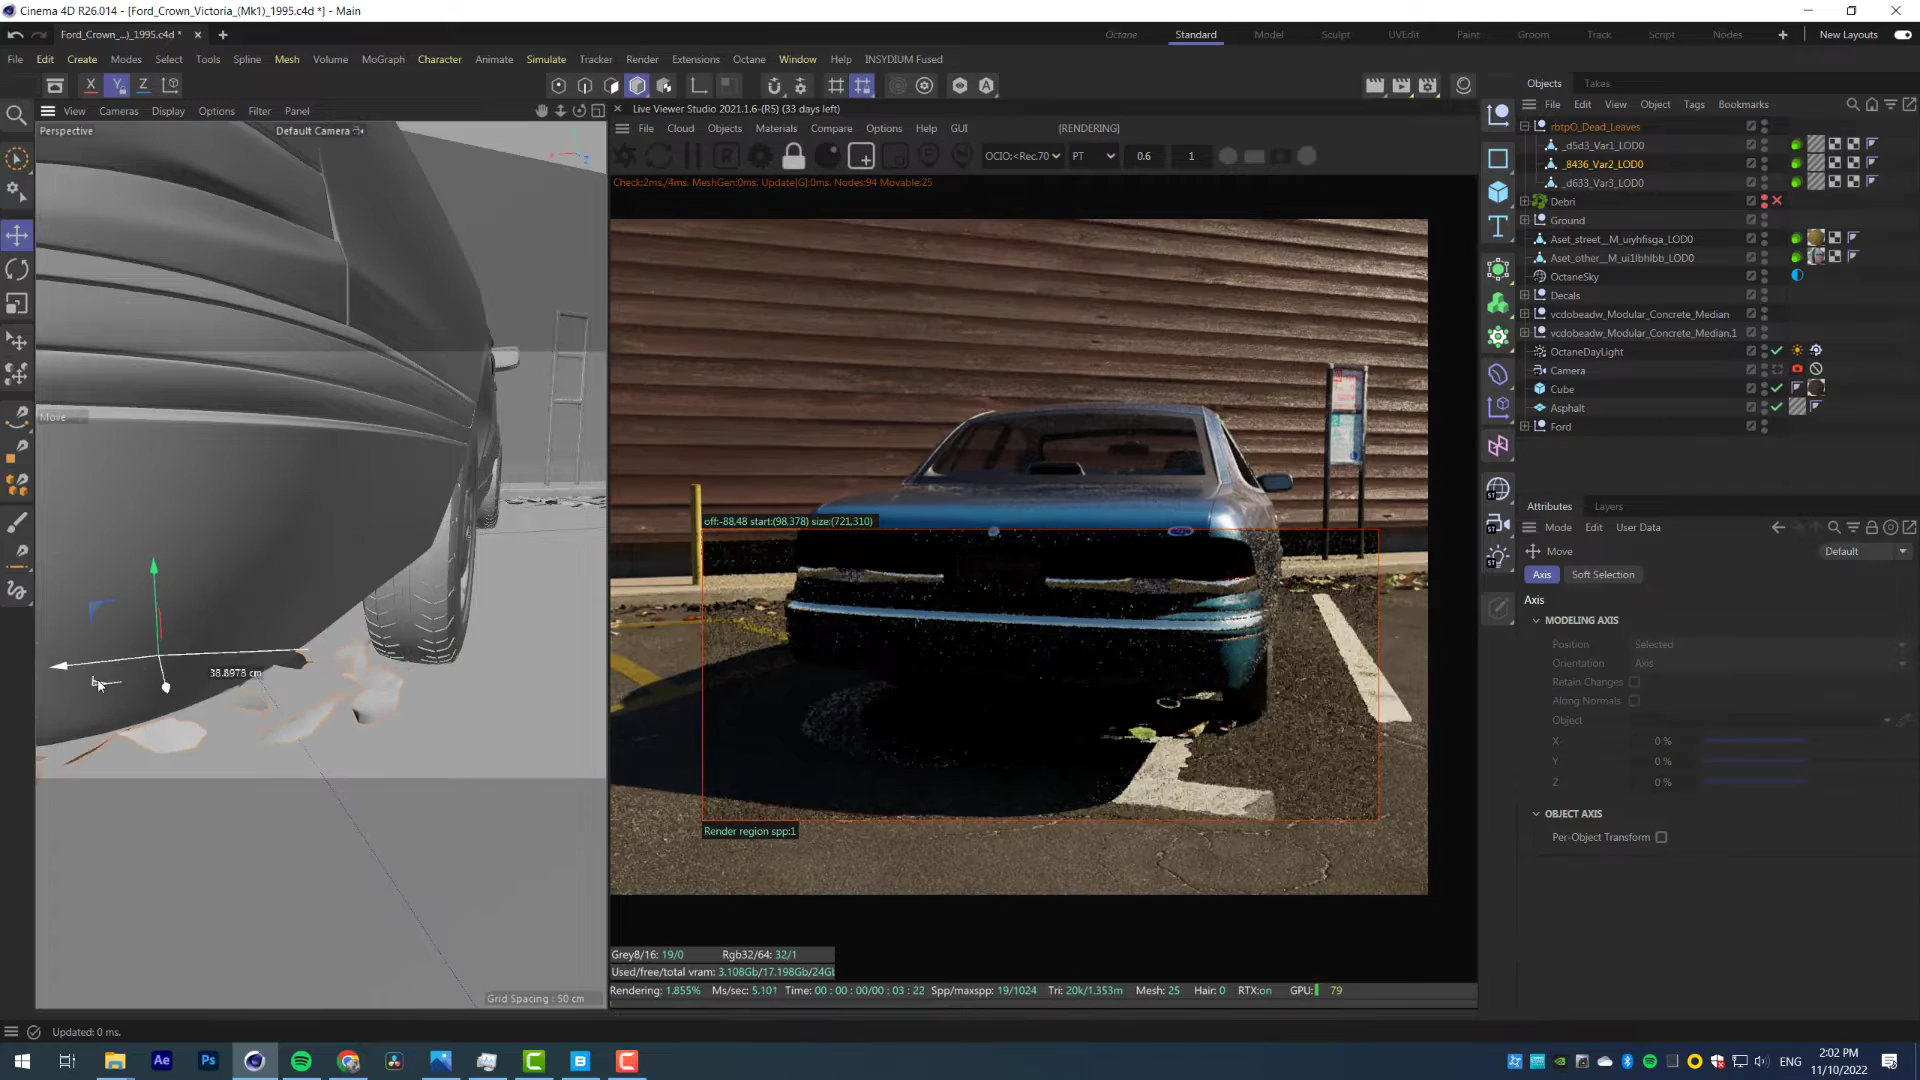 Cinema 4D R26.014 - [Ford_Crown_Victoria_(Mk1)_1995.c4d *] - Main
Ford_Crown_...)_1995.c4d * × +
Octane Standard Model Sculpt UVEdit Paint Groom Track Script Nodes + New Layouts
File Edit Create Modes Select Tools Spline Mesh Volume MoGraph Character Animate Simulate Tracker Render Extensions Octane Window Help INSYDIUM Fused
X Y Z
View Cameras Display Options Filter Panel
Perspective
Default Camera
Move
38.8978 cm
Grid Spacing : 50 cm
Live Viewer Studio 2021.1.6-(R5) (33 days left)
File Cloud Objects Materials Compare Options Help GUI [RENDERING]
OCIO:<Rec.70 PT 0.6 1
Check:2ms./4ms. MeshGen:0ms. Update[G]:0ms. Nodes:94 Movable:25
off:-88,48 start:(98,378) size:(721,310)
Render region spp:1
Grey8/16: 19/0 Rgb32/64: 32/1
Used/free/total vram: 3.108Gb/17.198Gb/24Gb
Rendering: 1.855% Ms/sec: 5.101 Time: 00 : 00 : 00/00 : 03 : 22 Spp/maxspp: 19/1024 Tri: 20k/1.353m Mesh: 25 Hair: 0 RTX:on GPU: 79
Objects Takes
File Edit View Object Tags Bookmarks
rbtpO_Dead_Leaves
_d5d3_Var1_LOD0
_8436_Var2_LOD0
_d633_Var3_LOD0
Debri
Ground
Aset_street__M_uiyhfisga_LOD0
Aset_other__M_ui1lbhlbb_LOD0
OctaneSky
Decals
vcdobeadw_Modular_Concrete_Median
vcdobeadw_Modular_Concrete_Median.1
OctaneDayLight
Camera
Cube
Asphalt
Ford
Attributes Layers
Mode Edit User Data
Move Default
Axis Soft Selection
Axis
MODELING AXIS
Position Selected
Orientation Axis
Retain Changes
Along Normals
Object
X 0 %
Y 0 %
Z 0 %
OBJECT AXIS
Per-Object Transform
Updated: 0 ms.
Ae Ps
ENG
2:02 PM
11/10/2022